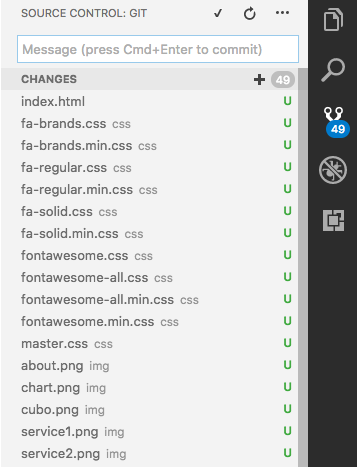 SOURCE CONTROL: GIT
Message (press Cmd+Enter to commit)
CHANGES 49
index.html U
fa-brands.css css U
fa-brands.min.css css U
fa-regular.css css U
fa-regular.min.css css U
fa-solid.css css U
fa-solid.min.css css U
fontawesome.css css U
fontawesome-all.css css U
fontawesome-all.min.css css U
fontawesome.min.css css U
master.css css U
about.png img U
chart.png img U
cubo.png img U
service1.png img U
service2.png img U
49